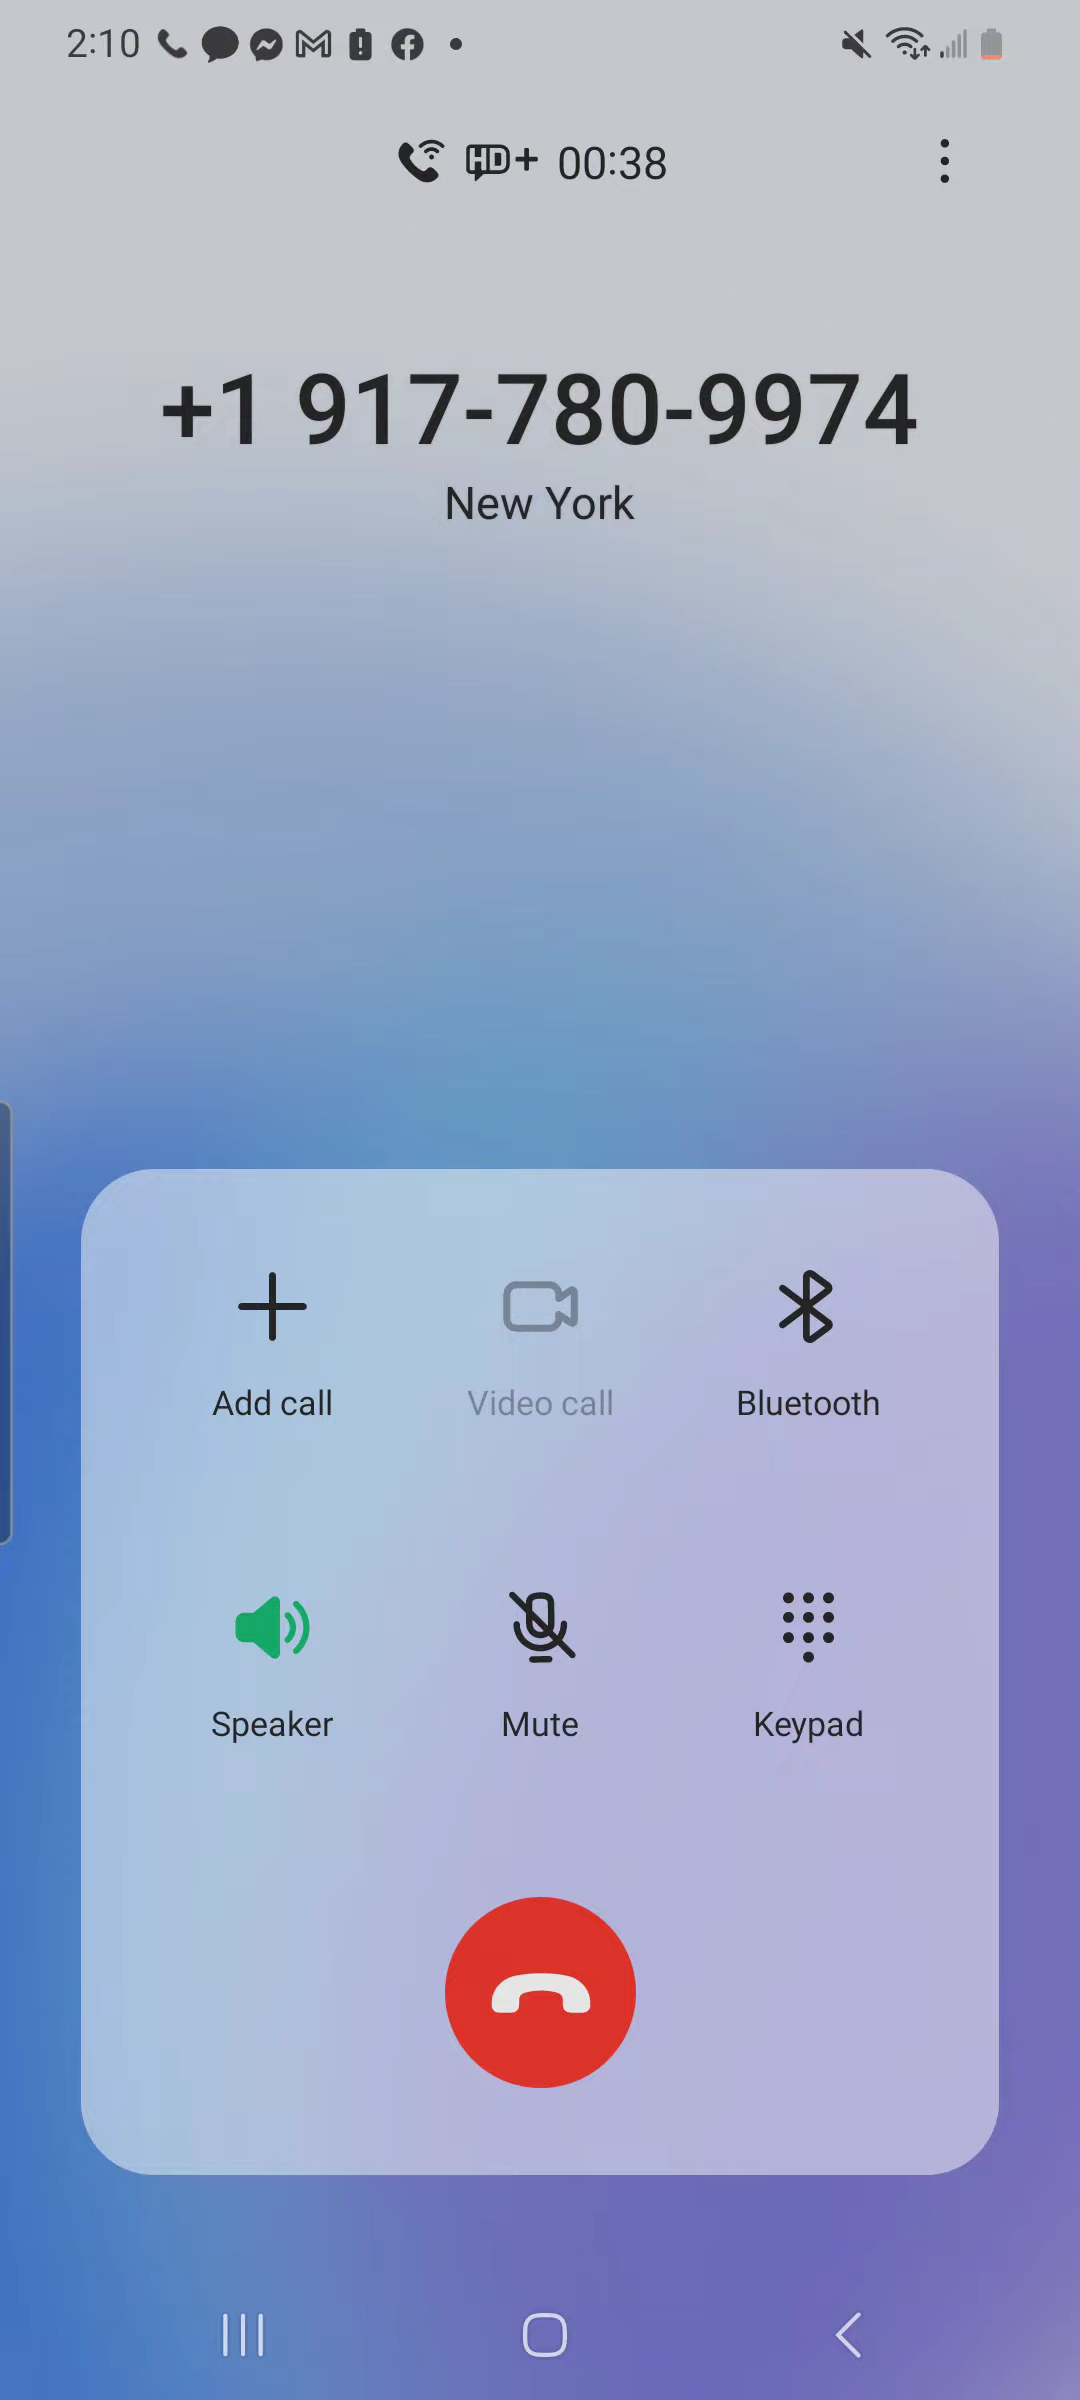 2:10
HD+ 00:38
+1 917-780-9974
New York
Add call
Video call
Bluetooth
Speaker
Mute
Keypad